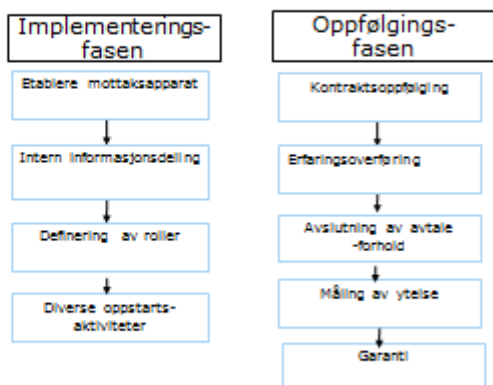 Implementerings-
fasen
Etablere mottaksapparat
Intern informasjonsdeling
Definering av roller
Diverse oppstarts-
aktiviteter
Oppfølgings-
fasen
Kontraktsoppfølging
Erfaringsoverføring
Avslutning av avtale
-forhold
Måling av ytelse
Garanti